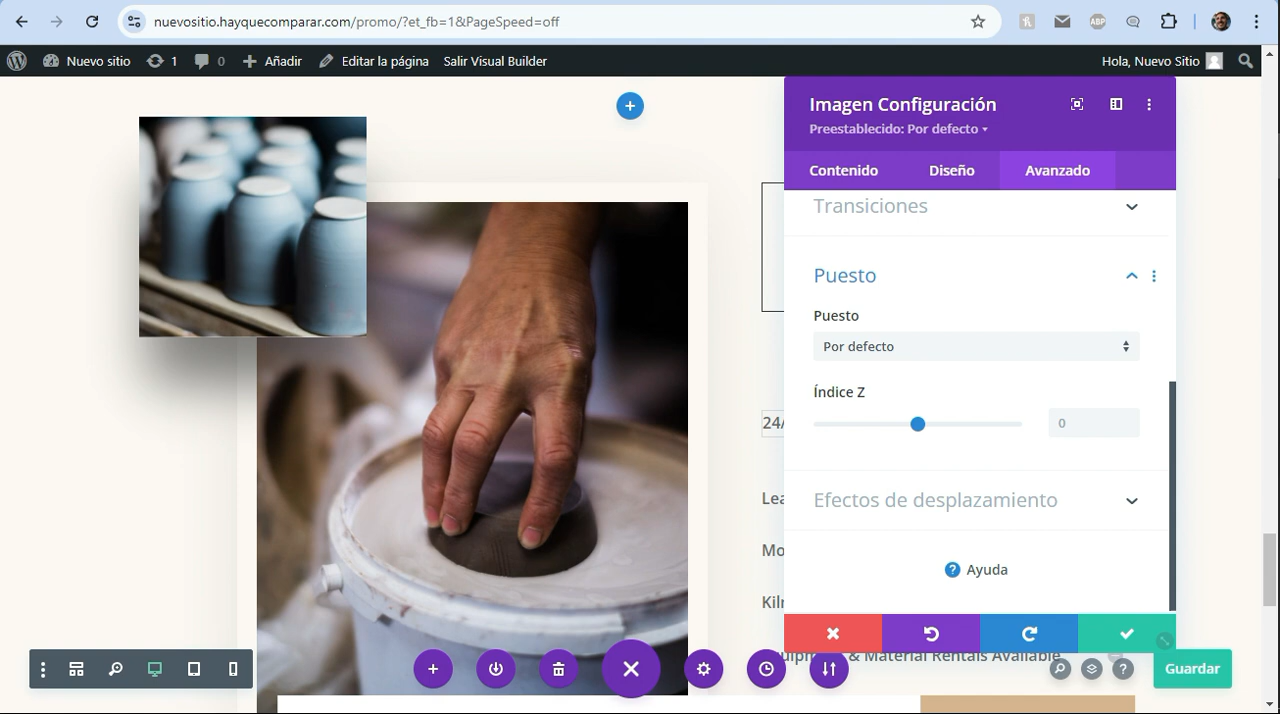 nuevositio.hayquecomparar.com/promo/?et_fb=1&PageSpeed=off
ABP
Nuevo sitio 1 0 Añadir Editar la página Salir Visual Builder Hola, Nuevo Sitio
Imagen Configuración
Preestablecido: Por defecto
Contenido Diseño Avanzado
Transiciones
Puesto
Puesto
Por defecto
Índice Z
0
24/
Efectos de desplazamiento
Lea
Mo
Ayuda
Kiln
& Material Rentals Available
Guardar